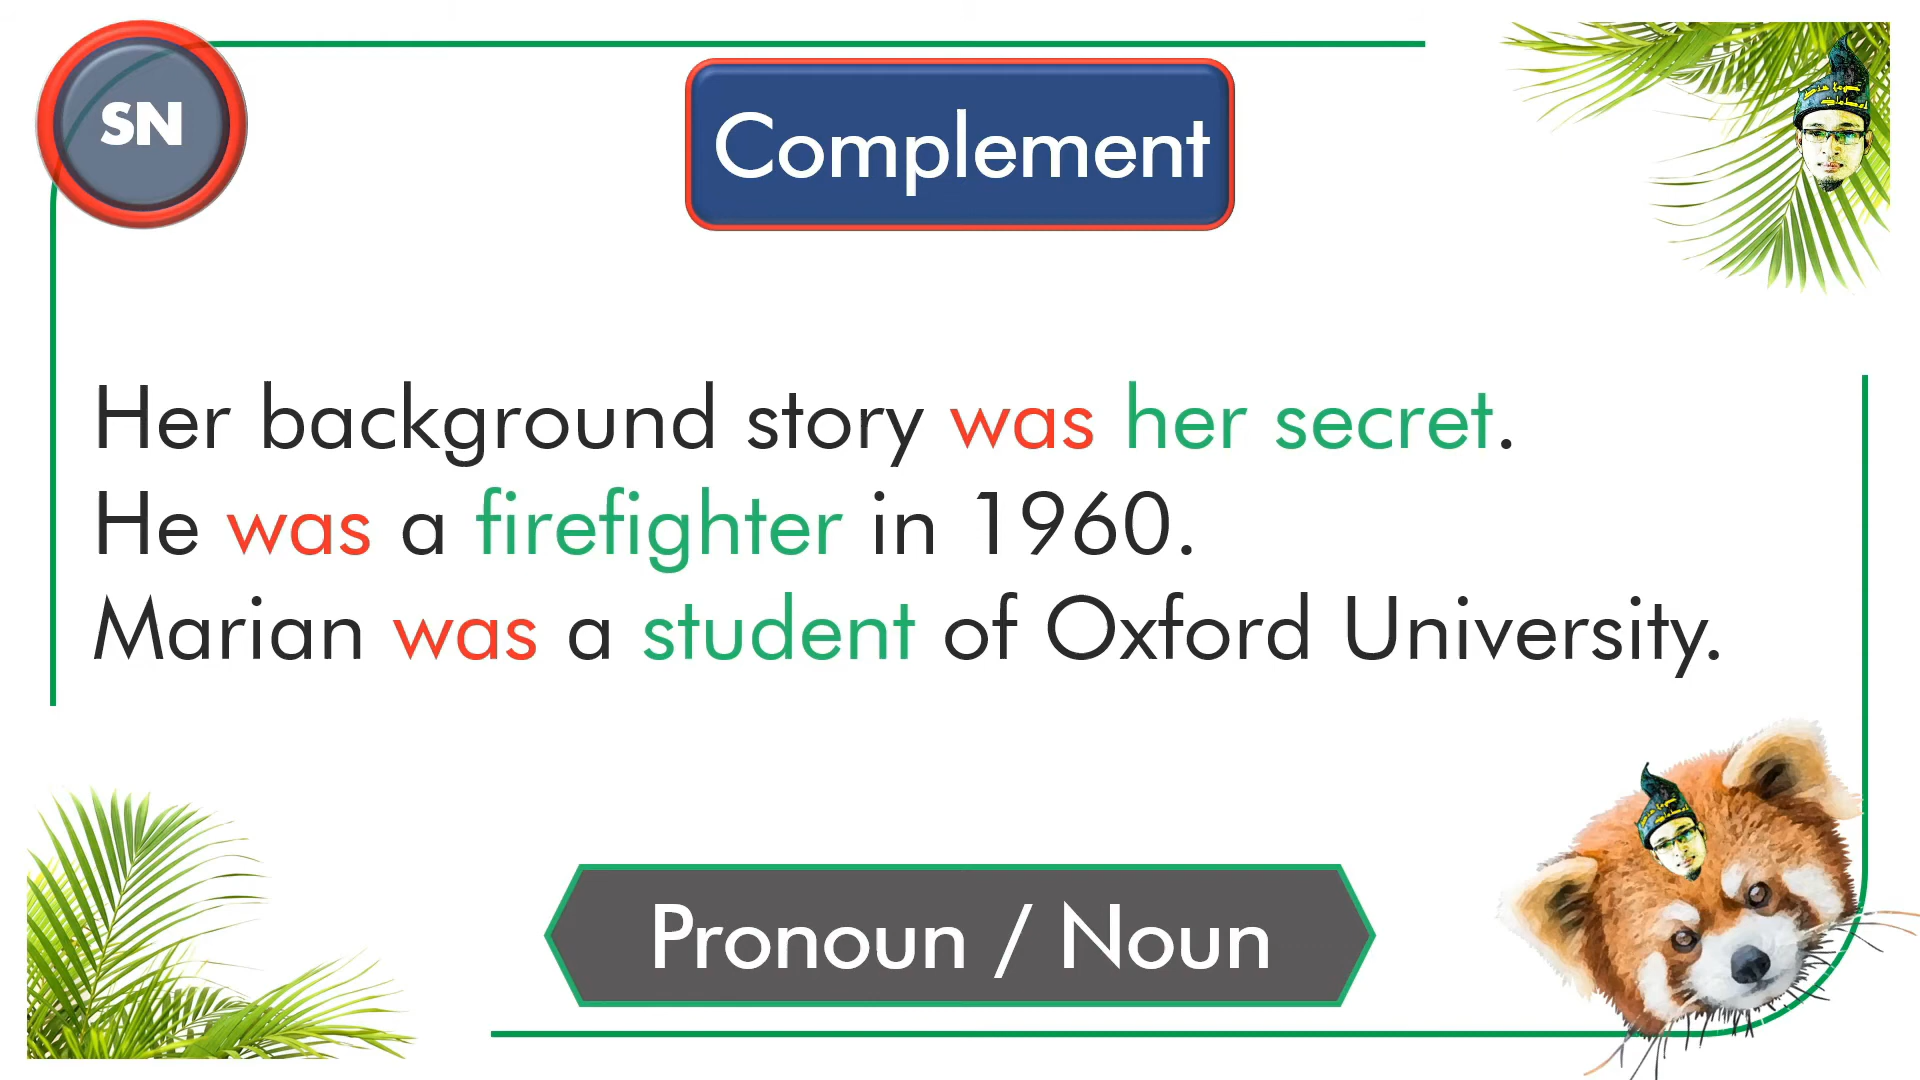 SN
Complement
Her background story was her secret.
He was a firefighter in 1960.
Marian was a student of Oxford University.
Pronoun / Noun